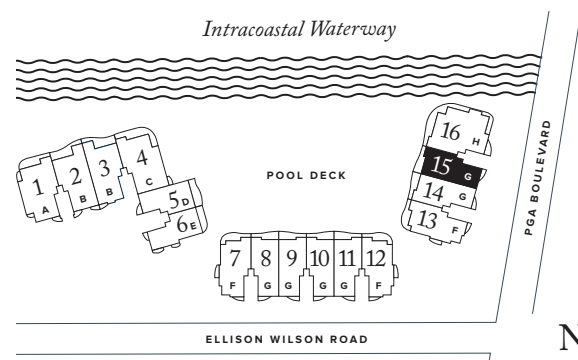 Intracoastal Waterway
1 A
2 B
3 B
4 C
5 D
6 E
POOL DECK
16 H
15 G
14 G
13 F
PGA BOULEVARD
7 8 9 10 11 12
F G G G G F
ELLISON WILSON ROAD
N